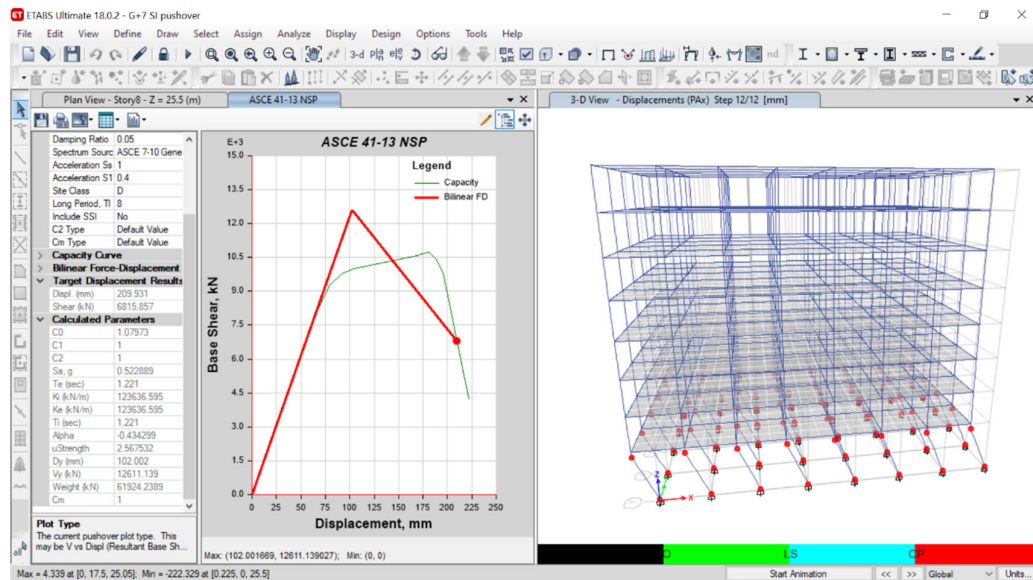 ETABS Ultimate 18.0.2 - G+7 SI pushover
File Edit View Define Draw Select Assign Analyze Display Design Options Tools Help
3-d plạ elẹ nd
Plan View - Story8 - Z = 25.5 (m) ASCE 41-13 NSP
3-D View - Displacements (PAx) Step 12/12 [mm]
Damping Ratio 0.05
Spectrum Sourc ASCE 7-10 Gene
Acceleration Ss 1
Acceleration S1 0.4
Site Class D
Long Period, Tl 8
Include SSI No
C2 Type Default Value
Cm Type Default Value
Capacity Curve
Bilinear Force-Displacement
Target Displacement Results
Displ. (mm) 209.931
Shear (kN) 6815.857
Calculated Parameters
C0 1.07973
C1 1
C2 1
Sa, g 0.522889
Te (sec) 1.221
Ki (kN/m) 123636.595
Ke (kN/m) 123636.595
Ti (sec) 1.221
Alpha -0.434299
uStrength 2.567532
Dy (mm) 102.002
Vy (kN) 12611.139
Weight (kN) 61924.2389
Cm 1
Plot Type
The current pushover plot type. This
may be V vs Displ (Resultant Base Sh...
E+3
ASCE 41-13 NSP
Legend
Capacity
Bilinear FD
15.0
13.5
12.0
10.5
9.0
7.5
6.0
4.5
3.0
1.5
0.0
Base Shear, kN
0 25 50 75 100 125 150 175 200 225 250
Displacement, mm
Max: (102.001669, 12611.139027); Min: (0, 0)
Z
X
IO LS CP
all
Max = 4.339 at [0, 17.5, 25.05]; Min = -222.329 at [0.225, 0, 25.5]
Start Animation << >> Global Units...